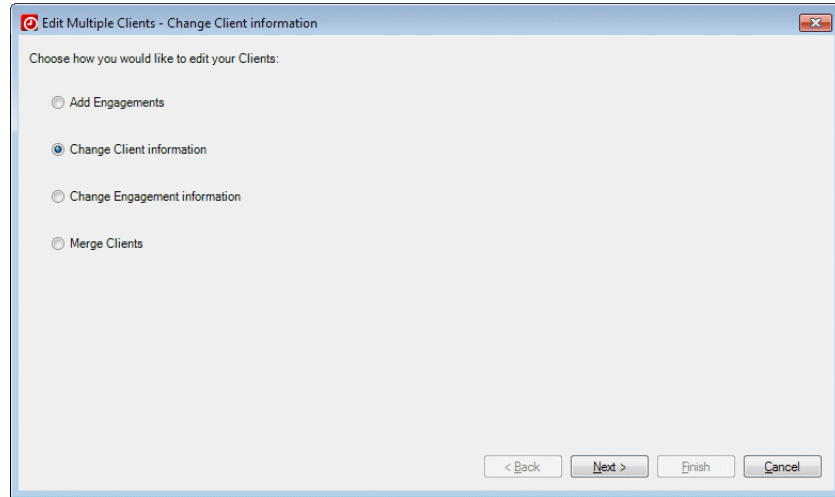 Edit Multiple Clients - Change Client information
Choose how you would like to edit your Clients:
Add Engagements
Change Client information
Change Engagement information
Merge Clients
< Back Next > Finish Cancel